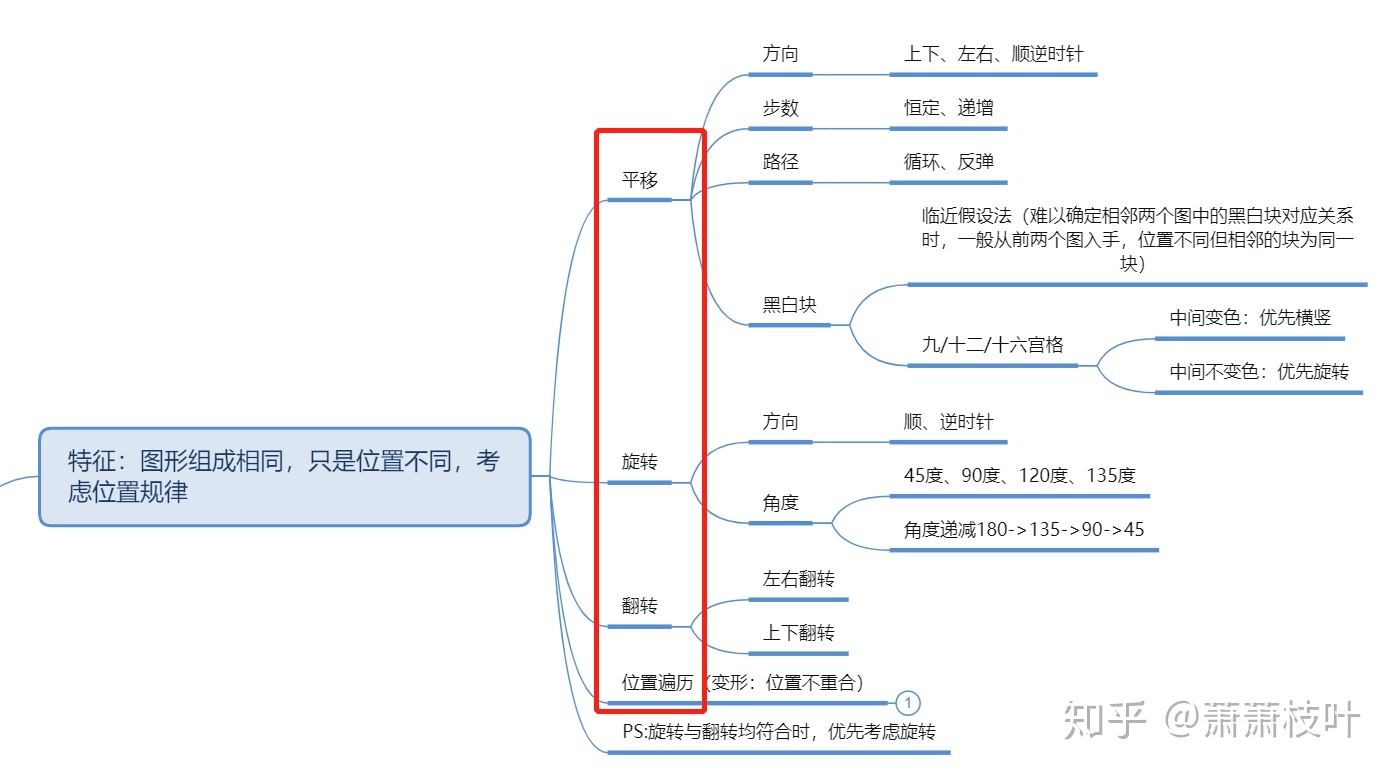 特征：图形组成相同，只是位置不同，考
虑位置规律
平移
方向
上下、左右、顺逆时针
步数
恒定、递增
路径
循环、反弹
黑白块
临近假设法（难以确定相邻两个图中的黑白块对应关系
时，一般从前两个图入手，位置不同但相邻的块为同一
块）
九/十二/十六宫格
中间变色：优先横竖
中间不变色：优先旋转
旋转
方向
顺、逆时针
角度
45度、90度、120度、135度
角度递减180->135->90->45
翻转
左右翻转
上下翻转
位置遍历（变形：位置不重合）
1
PS:旋转与翻转均符合时，优先考虑旋转
知乎 @萧萧枝叶